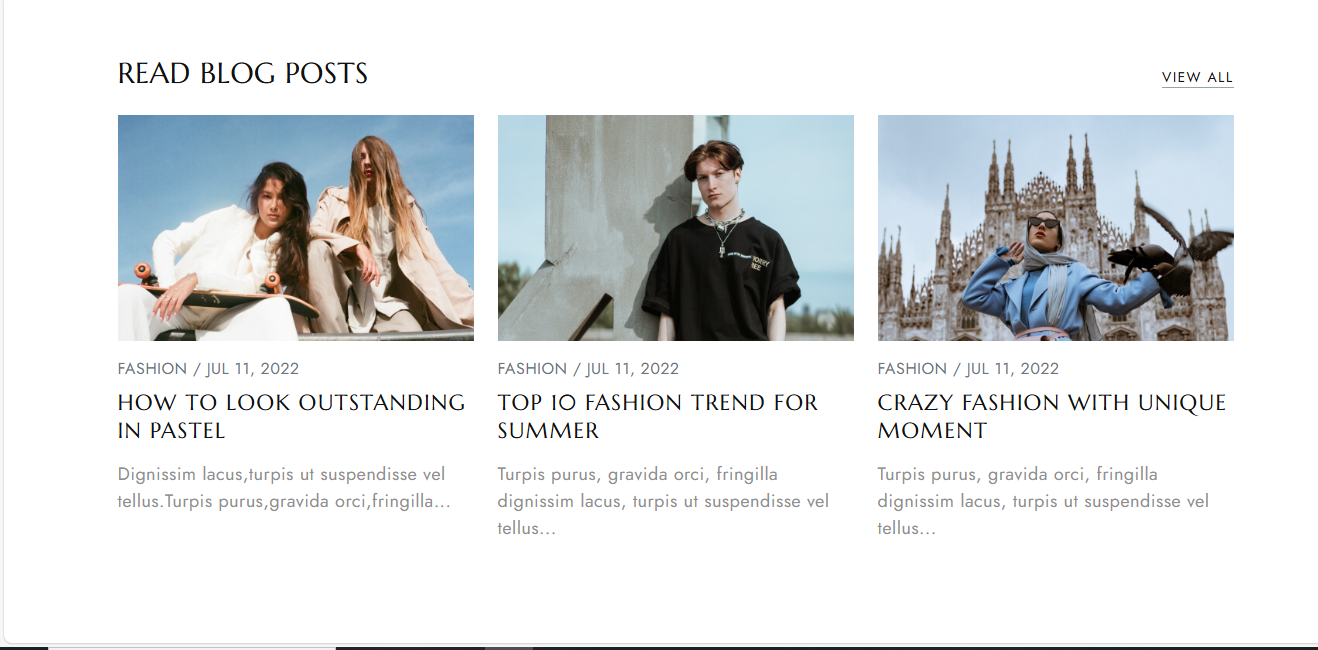 READ BLOG POSTS
VIEW ALL
FASHION / JUL 11, 2022
HOW TO LOOK OUTSTANDING
IN PASTEL
Dignissim lacus,turpis ut suspendisse vel
tellus.Turpis purus,gravida orci,fringilla...
FASHION / JUL 11, 2022
TOP 10 FASHION TREND FOR
SUMMER
Turpis purus, gravida orci, fringilla
dignissim lacus, turpis ut suspendisse vel
tellus...
FASHION / JUL 11, 2022
CRAZY FASHION WITH UNIQUE
MOMENT
Turpis purus, gravida orci, fringilla
dignissim lacus, turpis ut suspendisse vel
tellus...